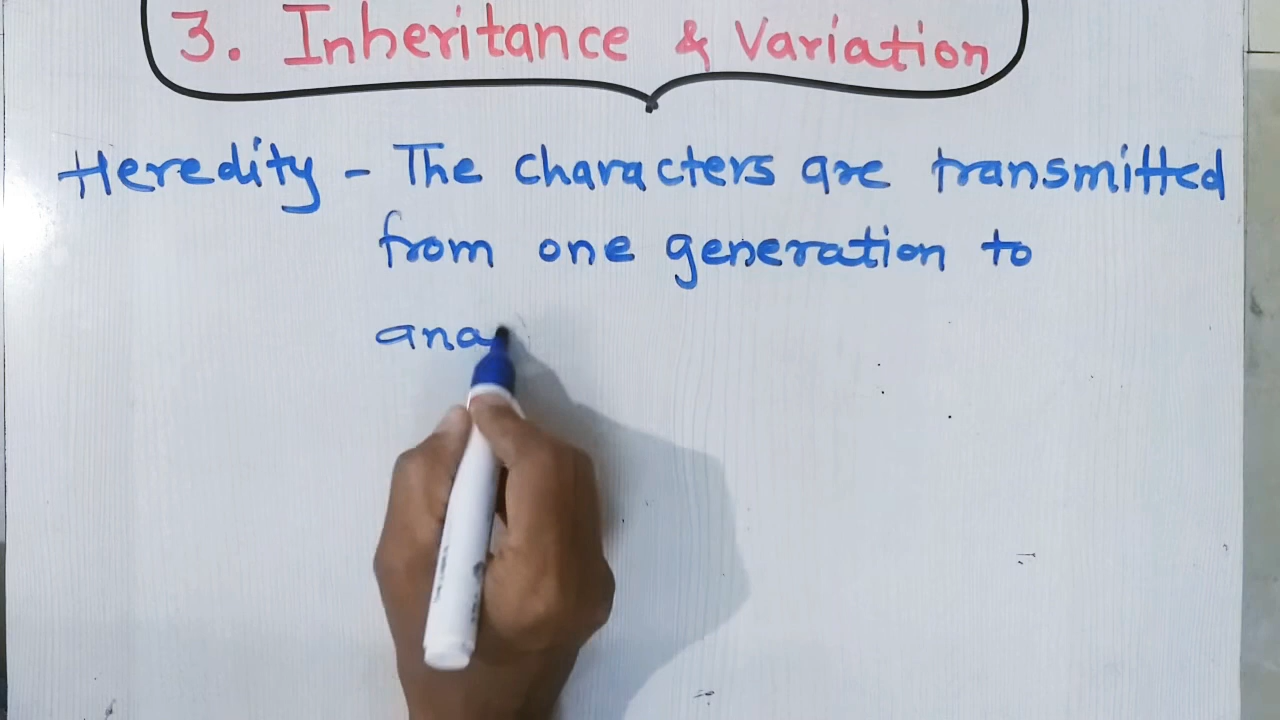 3. Inheritance & Variation
Heredity - The characters are transmitted
from one generation to